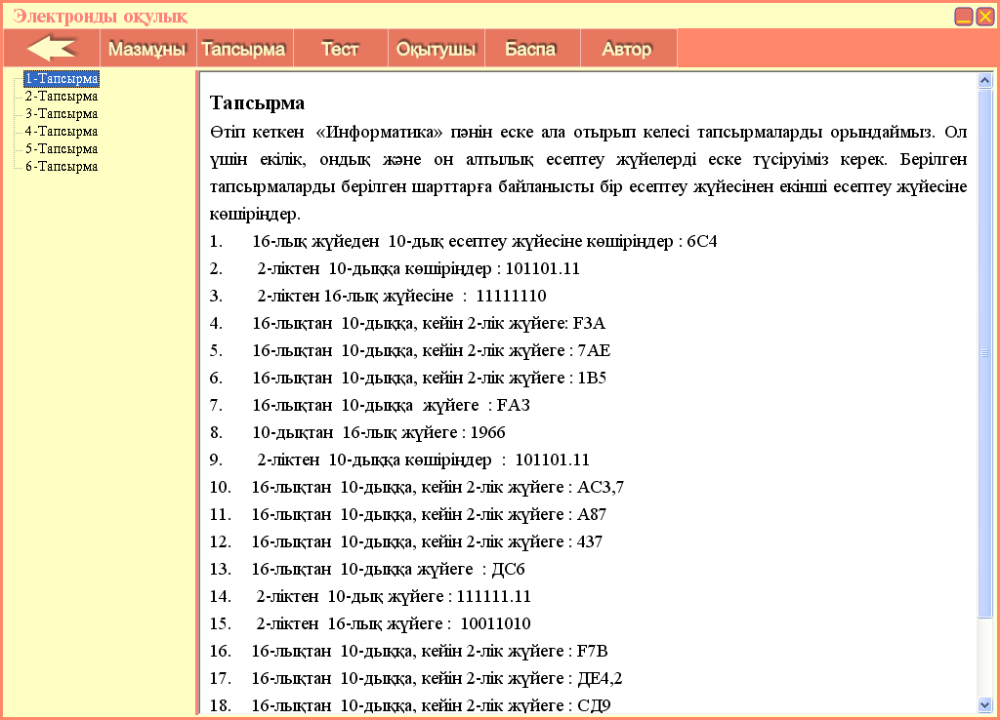 Электронды оқулық
Мазмұны Тапсырма Тест Оқытушы Баспа Автор
1-Тапсырма
2-Тапсырма
3-Тапсырма
4-Тапсырма
5-Тапсырма
6-Тапсырма
Тапсырма
Өтіп кеткен «Информатика» пәнін еске ала отырып келесі тапсырмаларды орындаймыз. Ол
үшін екілік, ондық және он алтылық есептеу жүйелерді еске түсіруіміз керек. Берілген
тапсырмаларды берілген шарттарға байланысты бір есептеу жүйесінен екінші есептеу жүйесіне
көшіріңдер.
1. 16-лық жүйеден 10-дық есептеу жүйесіне көшіріңдер : 6С4
2. 2-ліктен 10-дыққа көшіріңдер : 101101.11
3. 2-ліктен 16-лық жүйесіне : 11111110
4. 16-лықтан 10-дыққа, кейін 2-лік жүйеге: F3A
5. 16-лықтан 10-дыққа, кейін 2-лік жүйеге : 7AE
6. 16-лықтан 10-дыққа, кейін 2-лік жүйеге : 1B5
7. 16-лықтан 10-дыққа жүйеге : FA3
8. 10-дықтан 16-лық жүйеге : 1966
9. 2-ліктен 10-дыққа көшіріңдер : 101101.11
10. 16-лықтан 10-дыққа, кейін 2-лік жүйеге : AC3,7
11. 16-лықтан 10-дыққа, кейін 2-лік жүйеге : A87
12. 16-лықтан 10-дыққа, кейін 2-лік жүйеге : 437
13. 16-лықтан 10-дыққа жүйеге : ДС6
14. 2-ліктен 10-дық жүйеге : 111111.11
15. 2-ліктен 16-лық жүйеге : 10011010
16. 16-лықтан 10-дыққа, кейін 2-лік жүйеге : F7B
17. 16-лықтан 10-дыққа, кейін 2-лік жүйеге : ДЕ4,2
18. 16-лықтан 10-дыққа, кейін 2-лік жүйеге : СД9